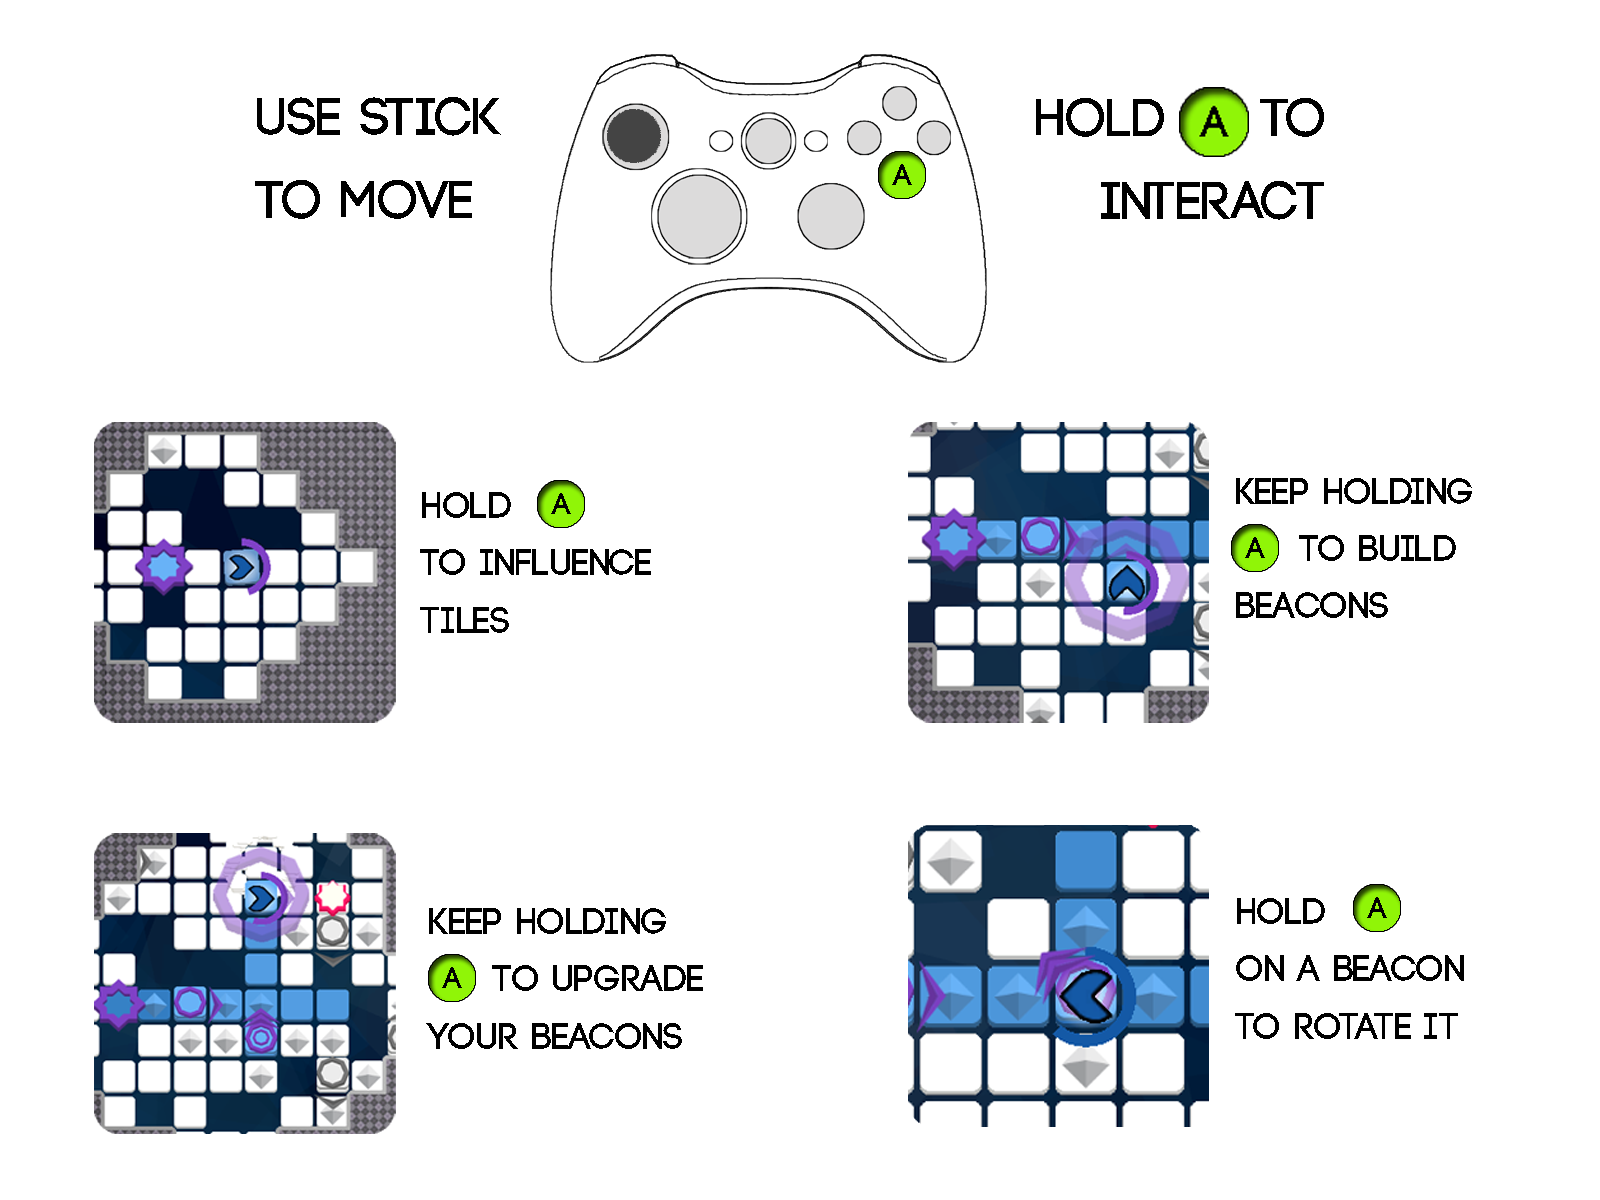 USE STICK
TO MOVE
HOLD A TO
INTERACT
A
HOLD A
TO INFLUENCE
TILES
KEEP HOLDING
A TO BUILD
BEACONS
KEEP HOLDING
A TO UPGRADE
YOUR BEACONS
HOLD A
ON A BEACON
TO ROTATE IT